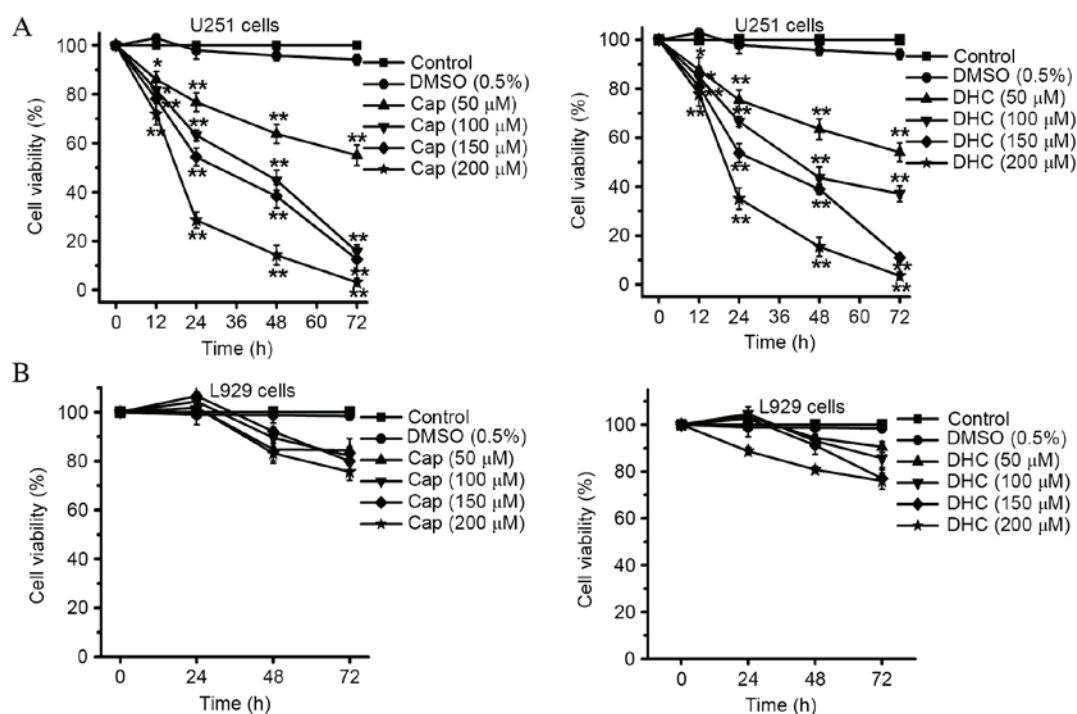 A
U251 cells
Cell viability (%)
100
80
60
40
20
0
0 12 24 36 48 60 72
Time (h)
* ** ** **
* ** ** **
** ** ** **
** ** ** **
Control
DMSO (0.5%)
Cap (50 μM)
Cap (100 μM)
Cap (150 μM)
Cap (200 μM)
U251 cells
Cell viability (%)
100
80
60
40
20
0
0 12 24 36 48 60 72
Time (h)
* ** ** **
* ** ** **
** ** ** **
** ** ** **
Control
DMSO (0.5%)
DHC (50 μM)
DHC (100 μM)
DHC (150 μM)
DHC (200 μM)
B
L929 cells
Cell viability (%)
100
80
60
40
20
0
0 24 48 72
Time (h)
Control
DMSO (0.5%)
Cap (50 μM)
Cap (100 μM)
Cap (150 μM)
Cap (200 μM)
L929 cells
Cell viability (%)
100
80
60
40
20
0
0 24 48 72
Time (h)
Control
DMSO (0.5%)
DHC (50 μM)
DHC (100 μM)
DHC (150 μM)
DHC (200 μM)